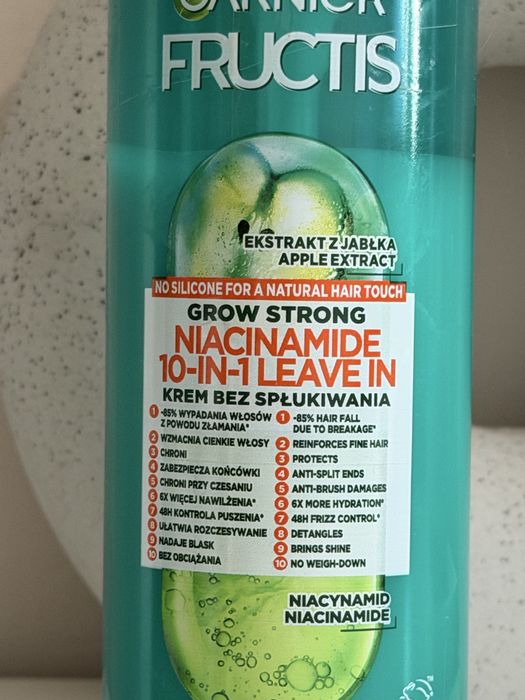 GARNIER
FRUCTIS
EKSTRAKT Z JABŁKA
APPLE EXTRACT
NO SILICONE FOR A NATURAL HAIR TOUCH
GROW STRONG
NIACINAMIDE
10-IN-1 LEAVE IN
KREM BEZ SPŁUKIWANIA
1 -85% WYPADANIA WŁOSÓW
Z POWODU ZŁAMANIA*
2 WZMACNIA CIENKIE WŁOSY
3 CHRONI
4 ZABEZPIECZA KOŃCÓWKI
5 CHRONI PRZY CZESANIU
6 6X WIĘCEJ NAWILŻENIA*
7 48H KONTROLA PUSZENIA*
8 UŁATWIA ROZCZESYWANIE
9 NADAJE BLASK
10 BEZ OBCIĄŻANIA
1 -85% HAIR FALL
DUE TO BREAKAGE*
2 REINFORCES FINE HAIR
3 PROTECTS
4 ANTI-SPLIT ENDS
5 ANTI-BRUSH DAMAGES
6 6X MORE HYDRATION*
7 48H FRIZZ CONTROL*
8 DETANGLES
9 BRINGS SHINE
10 NO WEIGH-DOWN
NIACYNAMID
NIACINAMIDE
TM